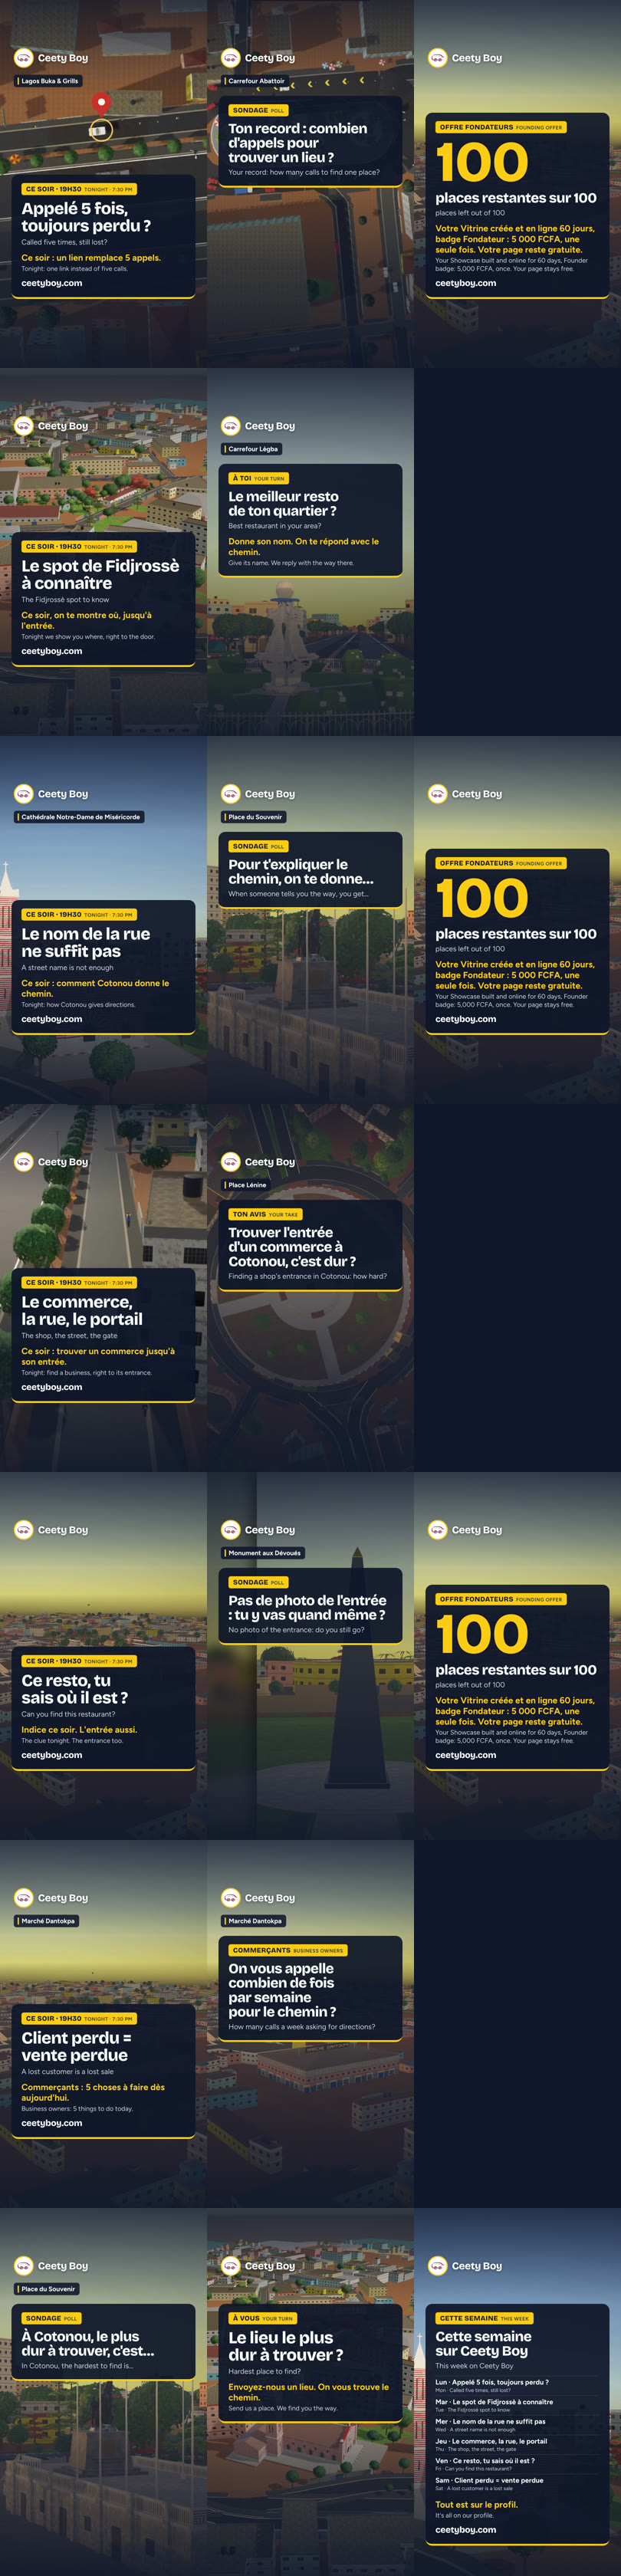 Ceety Boy
Lagos Buka & Grills
CE SOIR · 19H30 TONIGHT · 7:30 PM
Appelé 5 fois,
toujours perdu ?
Called five times, still lost?
Ce soir : un lien remplace 5 appels.
Tonight: one link instead of five calls.
ceetyboy.com
Ceety Boy
Carrefour Abattoir
SONDAGE POLL
Ton record : combien
d'appels pour
trouver un lieu ?
Your record: how many calls to find one place?
Ceety Boy
OFFRE FONDATEURS FOUNDING OFFER
100
places restantes sur 100
places left out of 100
Votre Vitrine créée et en ligne 60 jours,
badge Fondateur : 5 000 FCFA, une
seule fois. Votre page reste gratuite.
Your Showcase built and online for 60 days, Founder
badge: 5,000 FCFA, once. Your page stays free.
ceetyboy.com
Ceety Boy
CE SOIR · 19H30 TONIGHT · 7:30 PM
Le spot de Fidjrossè
à connaître
The Fidjrossè spot to know
Ce soir, on te montre où, jusqu'à
l'entrée.
Tonight we show you where, right to the door.
ceetyboy.com
Ceety Boy
Carrefour Lègba
À TOI YOUR TURN
Le meilleur resto
de ton quartier ?
Best restaurant in your area?
Donne son nom. On te répond avec le
chemin.
Give its name. We reply with the way there.
Ceety Boy
Cathédrale Notre-Dame de Miséricorde
CE SOIR · 19H30 TONIGHT · 7:30 PM
Le nom de la rue
ne suffit pas
A street name is not enough
Ce soir : comment Cotonou donne le
chemin.
Tonight: how Cotonou gives directions.
ceetyboy.com
Ceety Boy
Place du Souvenir
SONDAGE POLL
Pour t'expliquer le
chemin, on te donne...
When someone tells you the way, you get...
Ceety Boy
OFFRE FONDATEURS FOUNDING OFFER
100
places restantes sur 100
places left out of 100
Votre Vitrine créée et en ligne 60 jours,
badge Fondateur : 5 000 FCFA, une
seule fois. Votre page reste gratuite.
Your Showcase built and online for 60 days, Founder
badge: 5,000 FCFA, once. Your page stays free.
ceetyboy.com
Ceety Boy
CE SOIR · 19H30 TONIGHT · 7:30 PM
Le commerce,
la rue, le portail
The shop, the street, the gate
Ce soir : trouver un commerce jusqu'à
son entrée.
Tonight: find a business, right to its entrance.
ceetyboy.com
Ceety Boy
Place Lénine
TON AVIS YOUR TAKE
Trouver l'entrée
d'un commerce à
Cotonou, c'est dur ?
Finding a shop's entrance in Cotonou: how hard?
Ceety Boy
CE SOIR · 19H30 TONIGHT · 7:30 PM
Ce resto, tu
sais où il est ?
Can you find this restaurant?
Indice ce soir. L'entrée aussi.
The clue tonight. The entrance too.
ceetyboy.com
Ceety Boy
Monument aux Dévoués
SONDAGE POLL
Pas de photo de l'entrée
: tu y vas quand même ?
No photo of the entrance: do you still go?
Ceety Boy
OFFRE FONDATEURS FOUNDING OFFER
100
places restantes sur 100
places left out of 100
Votre Vitrine créée et en ligne 60 jours,
badge Fondateur : 5 000 FCFA, une
seule fois. Votre page reste gratuite.
Your Showcase built and online for 60 days, Founder
badge: 5,000 FCFA, once. Your page stays free.
ceetyboy.com
Ceety Boy
Marché Dantokpa
CE SOIR · 19H30 TONIGHT · 7:30 PM
Client perdu =
vente perdue
A lost customer is a lost sale
Commerçants : 5 choses à faire dès
aujourd'hui.
Business owners: 5 things to do today.
ceetyboy.com
Ceety Boy
Marché Dantokpa
COMMERÇANTS BUSINESS OWNERS
On vous appelle
combien de fois
par semaine
pour le chemin ?
How many calls a week asking for directions?
Ceety Boy
Place du Souvenir
SONDAGE POLL
À Cotonou, le plus
dur à trouver, c'est...
In Cotonou, the hardest to find is...
Ceety Boy
À VOUS YOUR TURN
Le lieu le plus
dur à trouver ?
Hardest place to find?
Envoyez-nous un lieu. On vous trouve le
chemin.
Send us a place. We find you the way.
Ceety Boy
CETTE SEMAINE THIS WEEK
Cette semaine
sur Ceety Boy
This week on Ceety Boy
Lun · Appelé 5 fois, toujours perdu ?
Mon · Called five times, still lost?
Mar · Le spot de Fidjrossè à connaître
Tue · The Fidjrossè spot to know
Mer · Le nom de la rue ne suffit pas
Wed · A street name is not enough
Jeu · Le commerce, la rue, le portail
Thu · The shop, the street, the gate
Ven · Ce resto, tu sais où il est ?
Fri · Can you find this restaurant?
Sam · Client perdu = vente perdue
Sat · A lost customer is a lost sale
Tout est sur le profil.
It's all on our profile.
ceetyboy.com